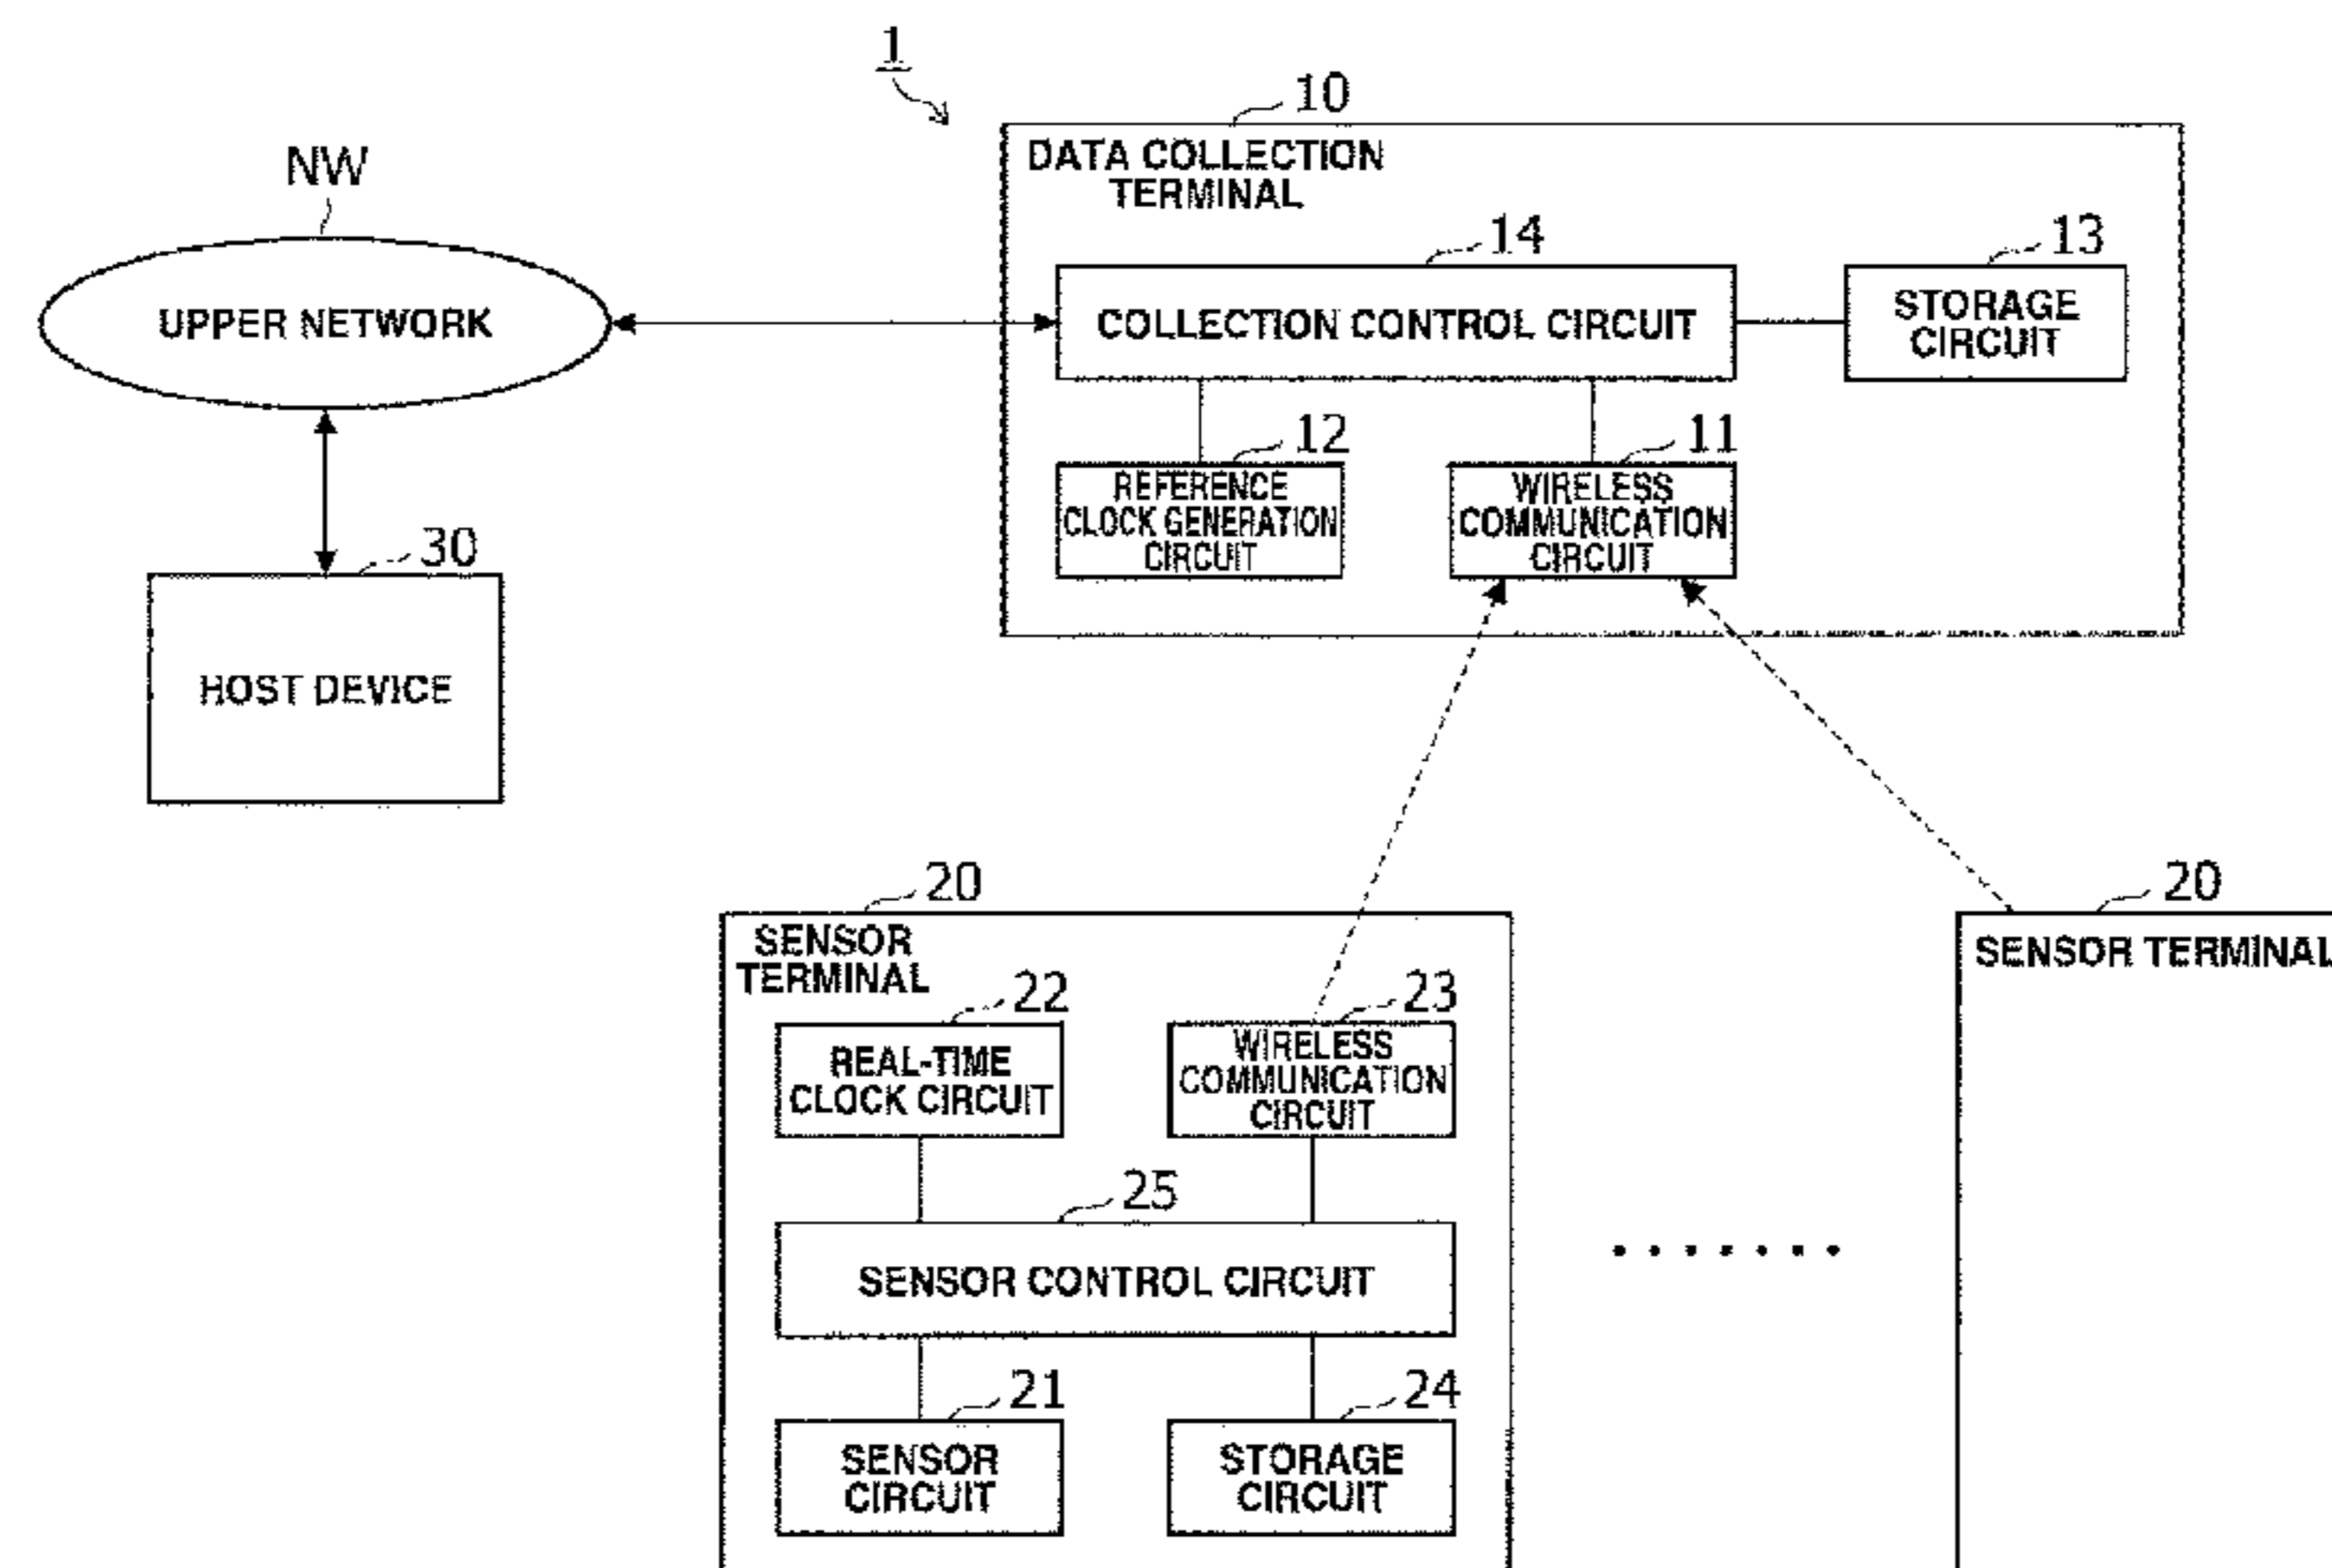 1
10
NW
DATA COLLECTION
TERMINAL
14
13
UPPER NETWORK
COLLECTION CONTROL CIRCUIT
STORAGE
CIRCUIT
12
11
REFERENCE
CLOCK GENERATION
CIRCUIT
WIRELESS
COMMUNICATION
CIRCUIT
30
HOST DEVICE
20
20
SENSOR
TERMINAL
SENSOR TERMINAL
22
23
REAL-TIME
CLOCK CIRCUIT
WIRELESS
COMMUNICATION
CIRCUIT
25
SENSOR CONTROL CIRCUIT
21
24
SENSOR
CIRCUIT
STORAGE
CIRCUIT